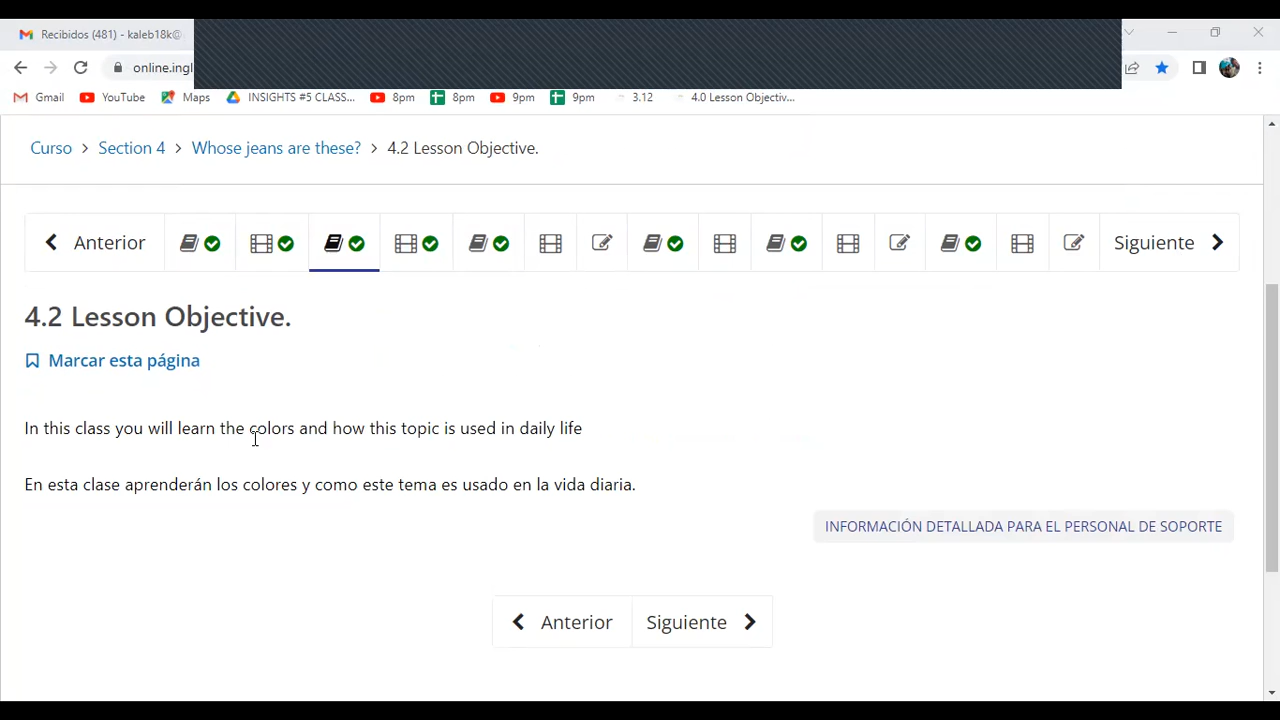 Recibidos (481) - kaleb18k@
online.ingl
Gmail YouTube Maps INSIGHTS #5 CLASS... 8pm 8pm 9pm 9pm 3.12 4.0 Lesson Objectiv...
Curso > Section 4 > Whose jeans are these? > 4.2 Lesson Objective.
Anterior Siguiente
4.2 Lesson Objective.
Marcar esta página
In this class you will learn the colors and how this topic is used in daily life
En esta clase aprenderán los colores y como este tema es usado en la vida diaria.
INFORMACIÓN DETALLADA PARA EL PERSONAL DE SOPORTE
Anterior Siguiente